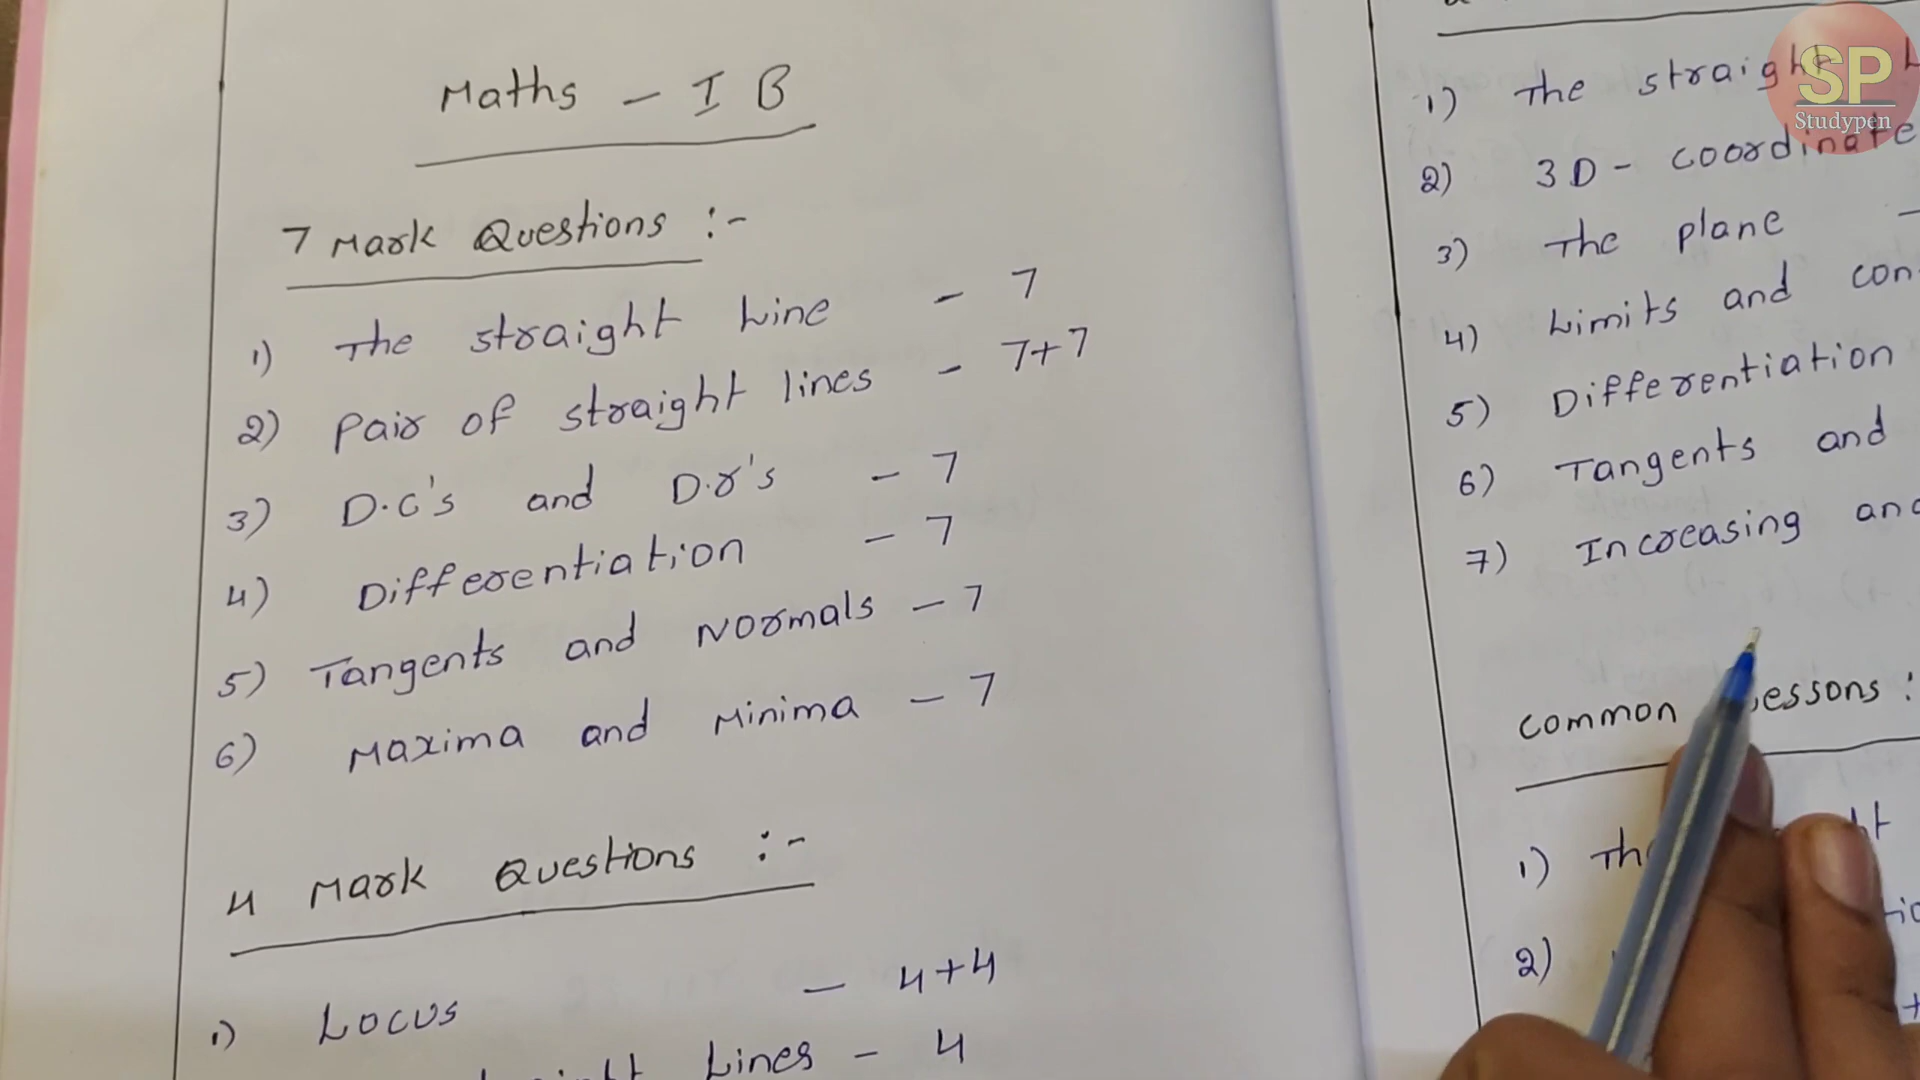 Maths - I B
7 Mark Questions :-
1) The straight Line - 7
2) Pair of straight lines - 7+7
3) D.C's and D.r's - 7
4) Differentiation - 7
5) Tangents and Normals - 7
6) Maxima and Minima - 7
4 Mark Questions :-
1) Locus - 4+4
Lines - 4
1) The straight
2) 3D - coordinate
3) The plane -
4) Limits and
5) Differentiation
6) Tangents and
7) Increasing
Common
1)
2)
SP
Studypen